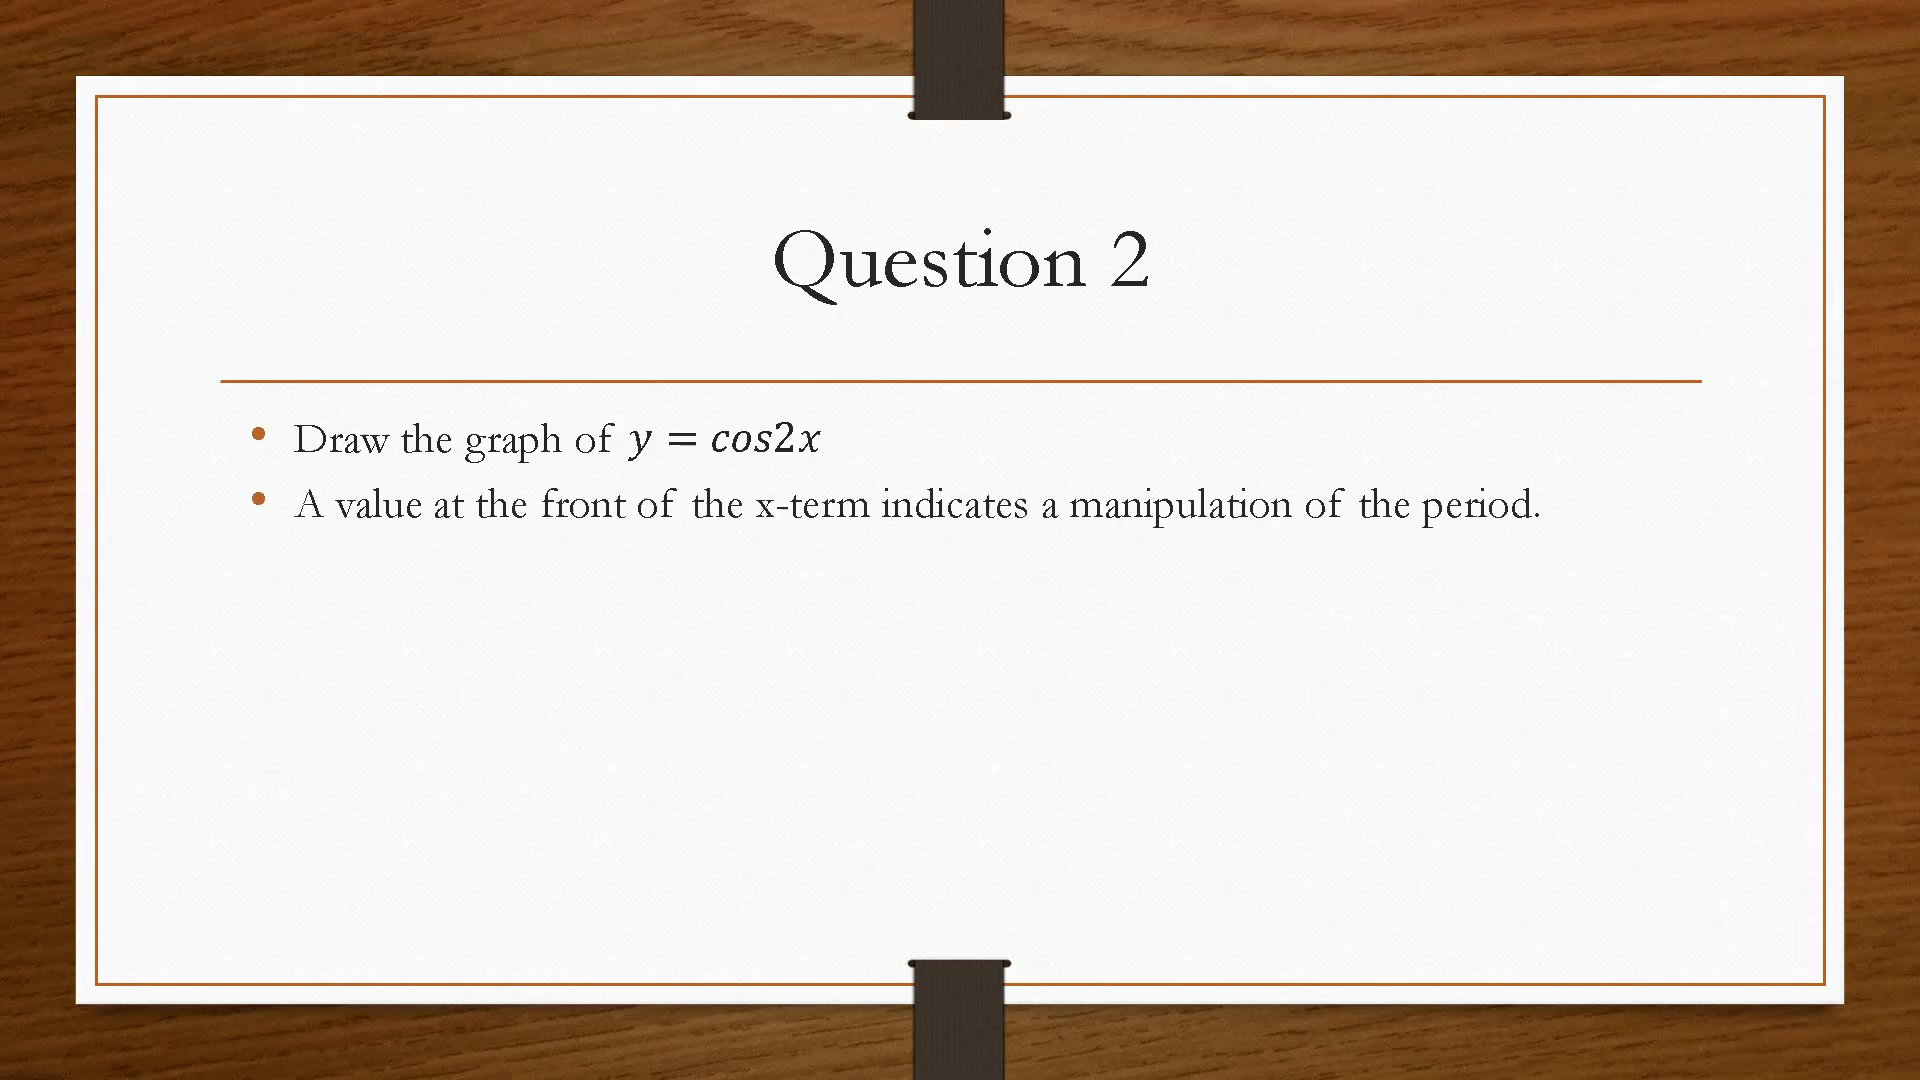 Question 2
• Draw the graph of y = cos2x
• A value at the front of the x-term indicates a manipulation of the period.